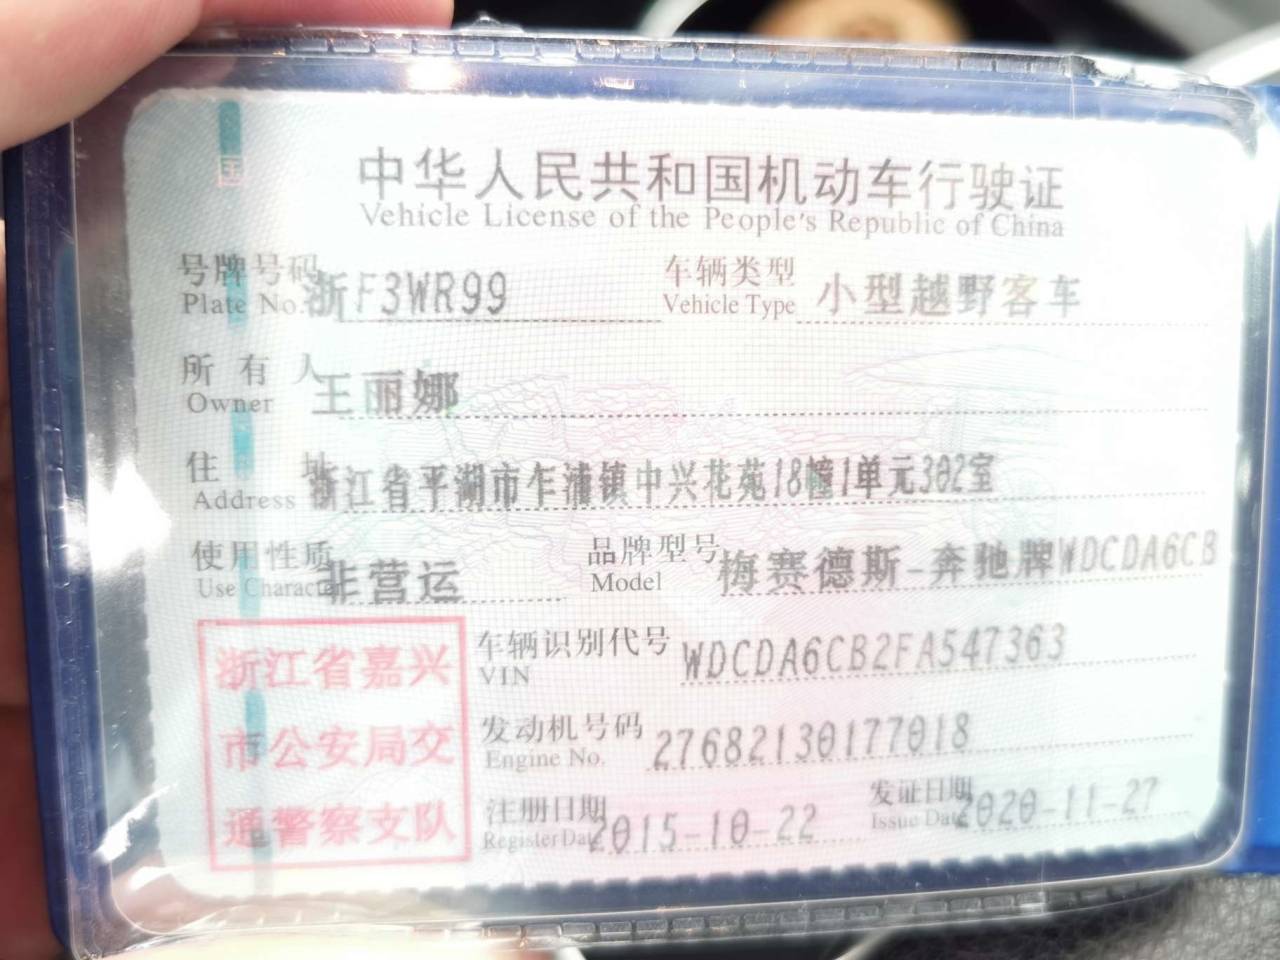 国
中华人民共和国机动车行驶证
Vehicle License of the People's Republic of China
号牌号码 浙F3WR99 车辆类型 小型越野客车
Plate No. Vehicle Type
所有人 王丽娜
Owner
住址 浙江省平湖市乍浦镇中兴花苑18幢1单元302室
Address
使用性质 非营运 品牌型号 梅赛德斯-奔驰牌WDCDA6CB
Use Character Model
浙江省嘉兴
市公安局交
通警察支队
车辆识别代号 WDCDA6CB2FA547363
VIN
发动机号码 27682130177018
Engine No.
注册日期 2015-10-22 发证日期 2020-11-27
Register Date Issue Date